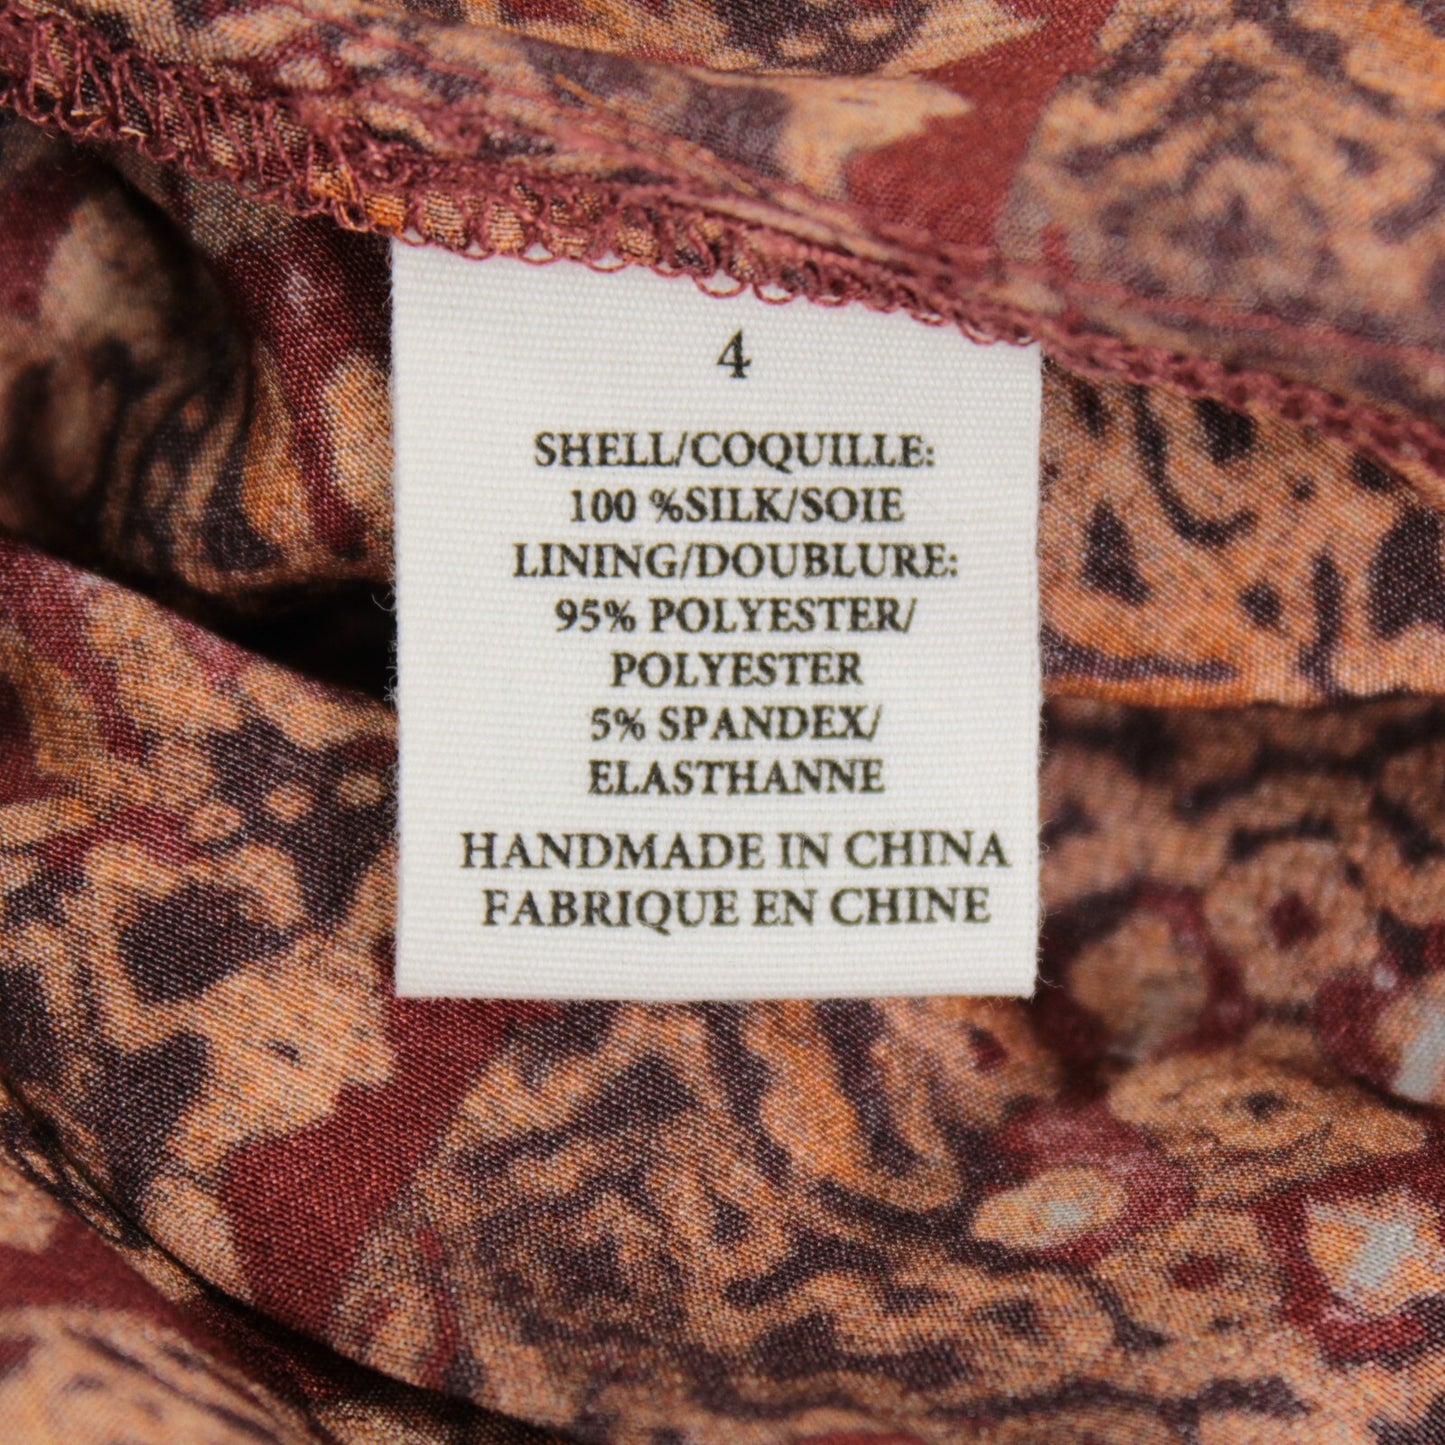 4
SHELL/COQUILLE:
100 %SILK/SOIE
LINING/DOUBLURE:
95% POLYESTER/
POLYESTER
5% SPANDEX/
ELASTHANNE
HANDMADE IN CHINA
FABRIQUE EN CHINE